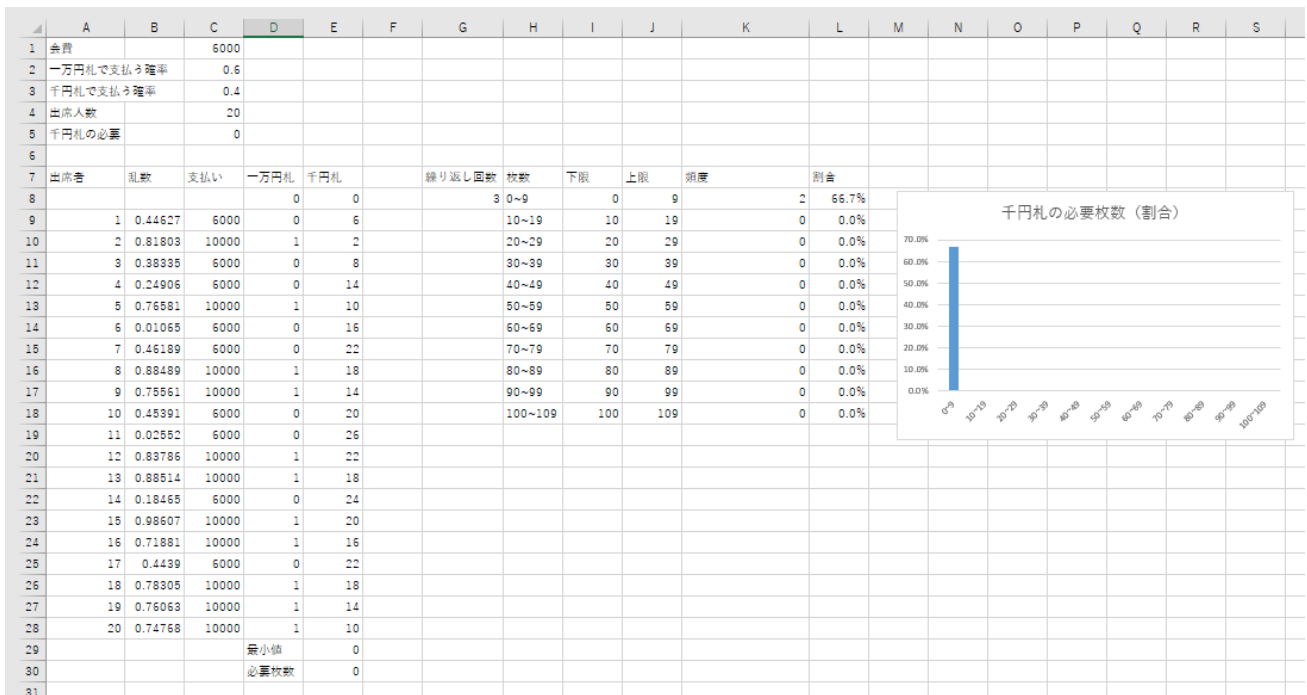 A B C D E F G H I J K L M N O P Q R S
1 会費 6000
2 一万円札で支払う確率 0.6
3 千円札で支払う確率 0.4
4 出席人数 20
5 千円札の必要 0
6
7 出席者 乱数 支払い 一万円札 千円札 繰り返し回数 枚数 下限 上限 頻度 割合
8 0 0 3 0~9 0 9 2 66.7%
9 1 0.44627 6000 0 6 10~19 10 19 0 0.0%
10 2 0.81803 10000 1 2 20~29 20 29 0 0.0%
11 3 0.38335 6000 0 8 30~39 30 39 0 0.0%
12 4 0.24906 6000 0 14 40~49 40 49 0 0.0%
13 5 0.76581 10000 1 10 50~59 50 59 0 0.0%
14 6 0.01065 6000 0 16 60~69 60 69 0 0.0%
15 7 0.46189 6000 0 22 70~79 70 79 0 0.0%
16 8 0.88489 10000 1 18 80~89 80 89 0 0.0%
17 9 0.75561 10000 1 14 90~99 90 99 0 0.0%
18 10 0.45391 6000 0 20 100~109 100 109 0 0.0%
19 11 0.02552 6000 0 26
20 12 0.83786 10000 1 22
21 13 0.88514 10000 1 18
22 14 0.18465 6000 0 24
23 15 0.98607 10000 1 20
24 16 0.71881 10000 1 16
25 17 0.4439 6000 0 22
26 18 0.78305 10000 1 18
27 19 0.76063 10000 1 14
28 20 0.74768 10000 1 10
29 最小値 0
30 必要枚数 0
31
千円札の必要枚数（割合）
70.0%
60.0%
50.0%
40.0%
30.0%
20.0%
10.0%
0.0%
0~9 10~19 20~29 30~39 40~49 50~59 60~69 70~79 80~89 90~99 100~109